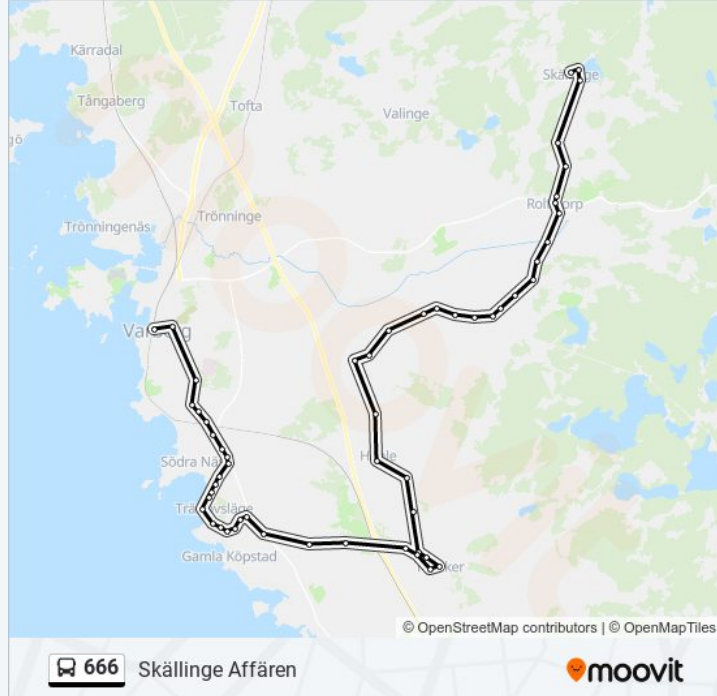 Kärradal
Tångaberg
Tofta
Valinge
Trönningenäs
Trönninge
Södra Nä
Gamla Köpstad
© OpenStreetMap contributors | © OpenMapTiles
666 Skällinge Affären
moovit